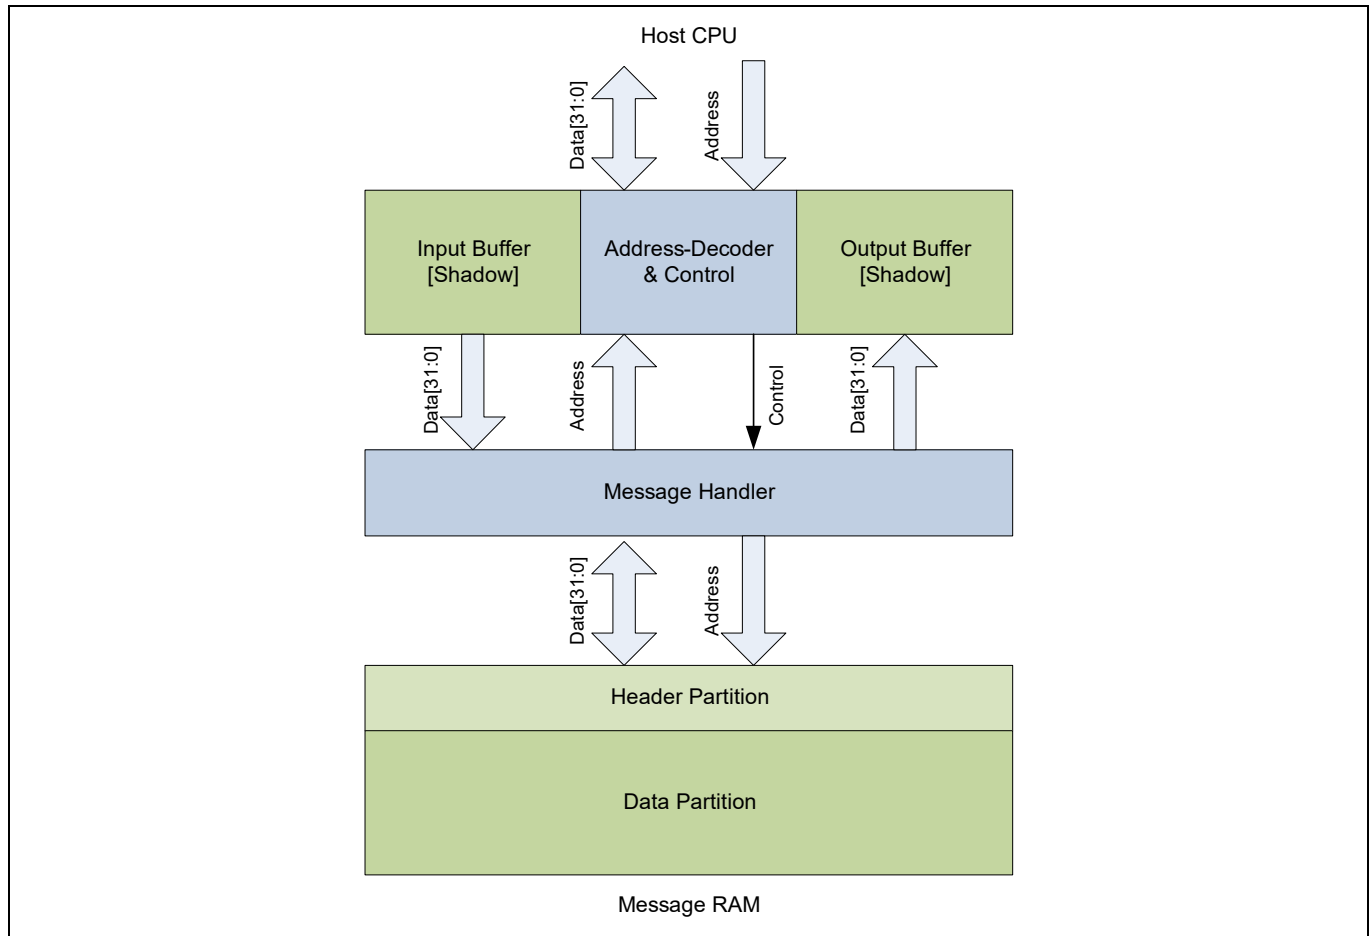 Host CPU
Data[31:0]
Address
Input Buffer
[Shadow]
Address-Decoder
& Control
Output Buffer
[Shadow]
Data[31:0]
Address
Control
Data[31:0]
Message Handler
Data[31:0]
Address
Header Partition
Data Partition
Message RAM